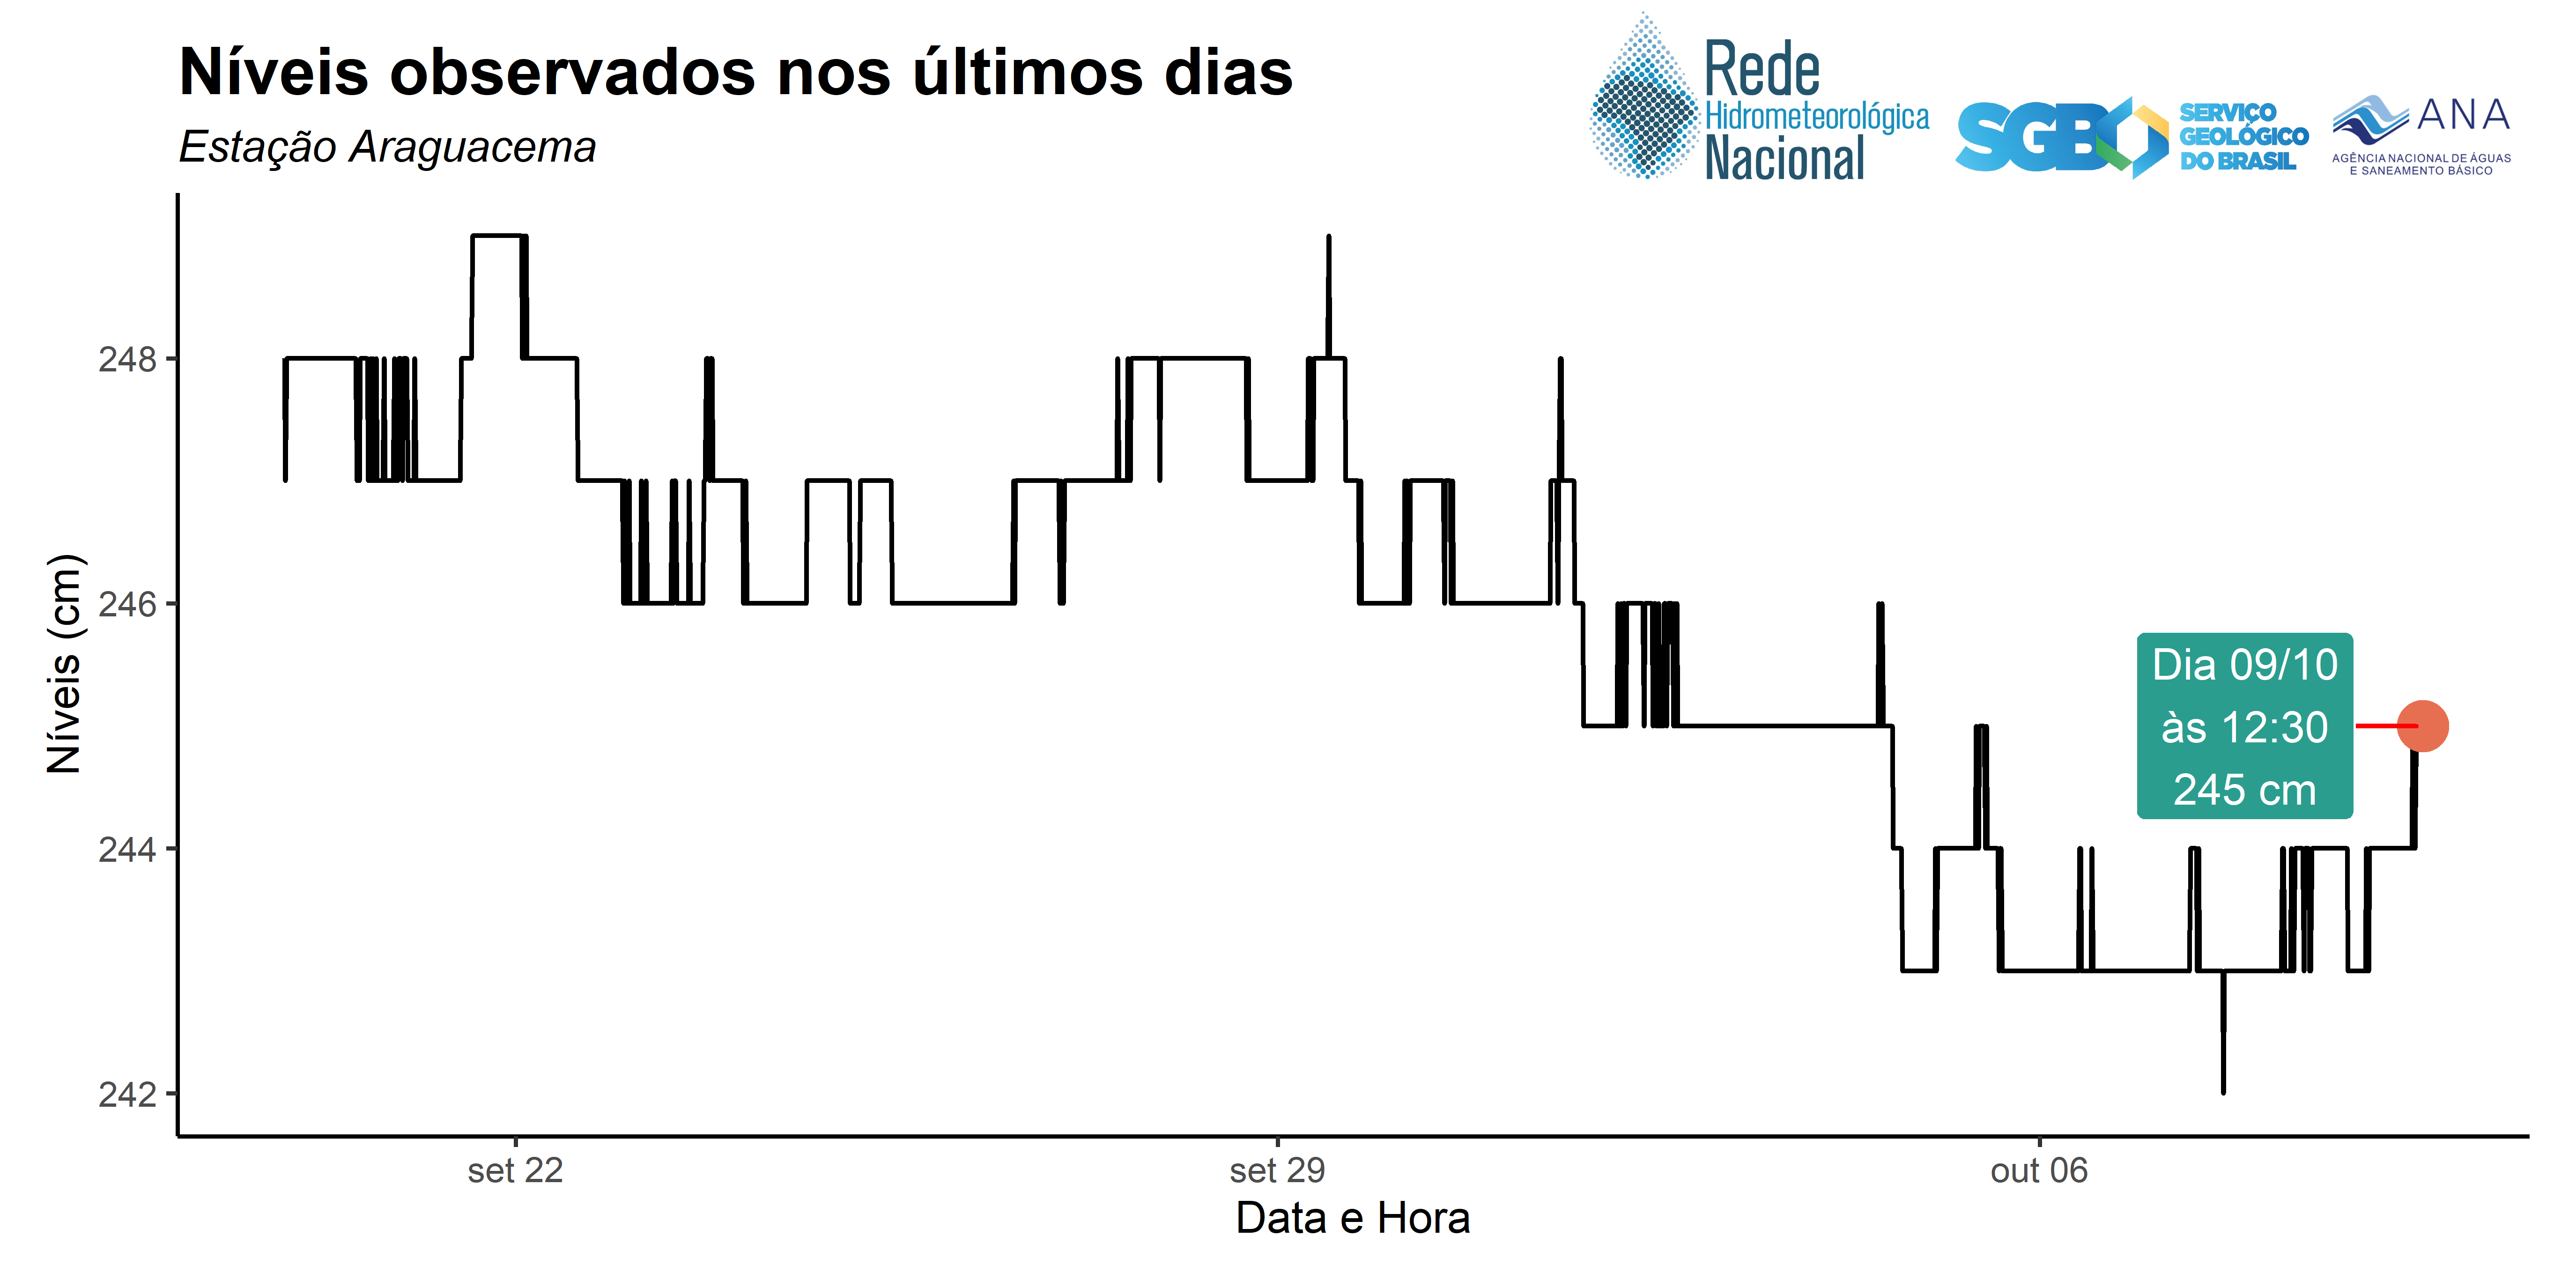 Níveis observados nos últimos dias
Estação Araguacema
Rede
Hidrometeorológica
Nacional
SGB
SERVIÇO
GEOLÓGICO
DO BRASIL
ANA
AGÊNCIA NACIONAL DE ÁGUAS
E SANEAMENTO BÁSICO
Níveis (cm)
248
246
244
242
Dia 09/10
às 12:30
245 cm
set 22
set 29
out 06
Data e Hora